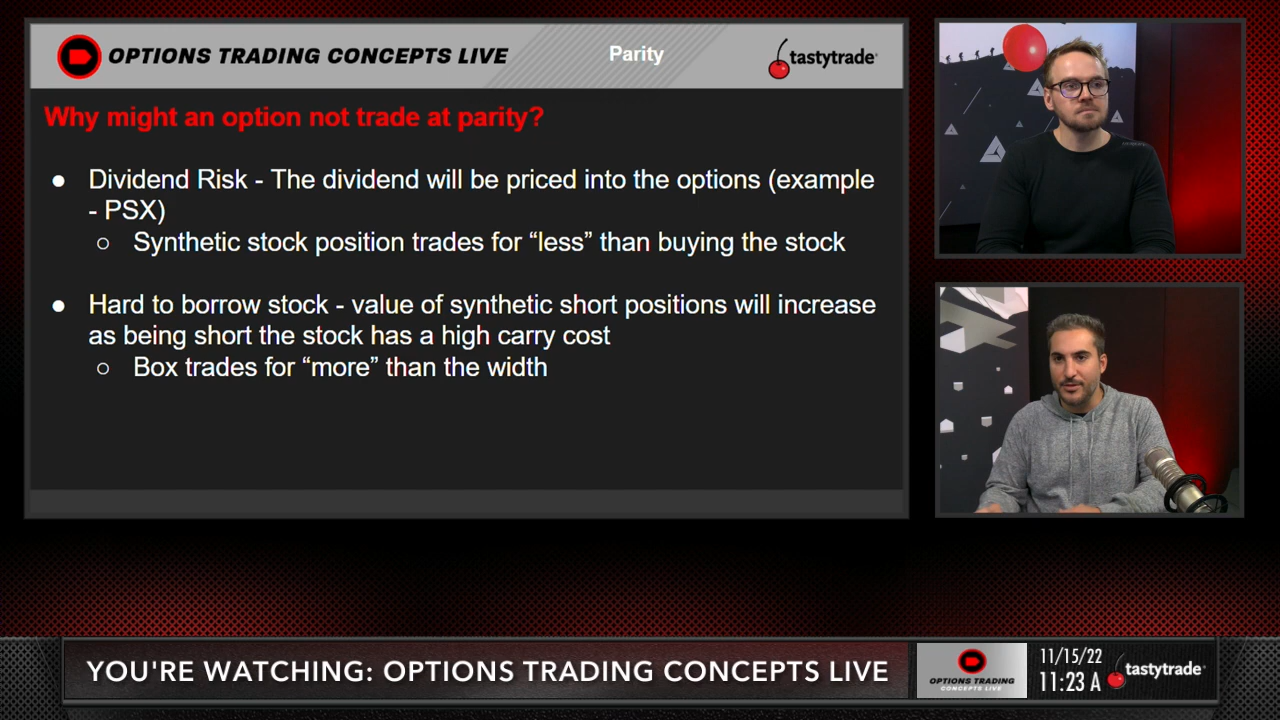 OPTIONS TRADING CONCEPTS LIVE
Parity
tastytrade
Why might an option not trade at parity?
● Dividend Risk - The dividend will be priced into the options (example
- PSX)
○ Synthetic stock position trades for “less” than buying the stock
● Hard to borrow stock - value of synthetic short positions will increase
as being short the stock has a high carry cost
○ Box trades for “more” than the width
YOU'RE WATCHING: OPTIONS TRADING CONCEPTS LIVE
OPTIONS TRADING
CONCEPTS LIVE
11/15/22
11:23 A
tastytrade